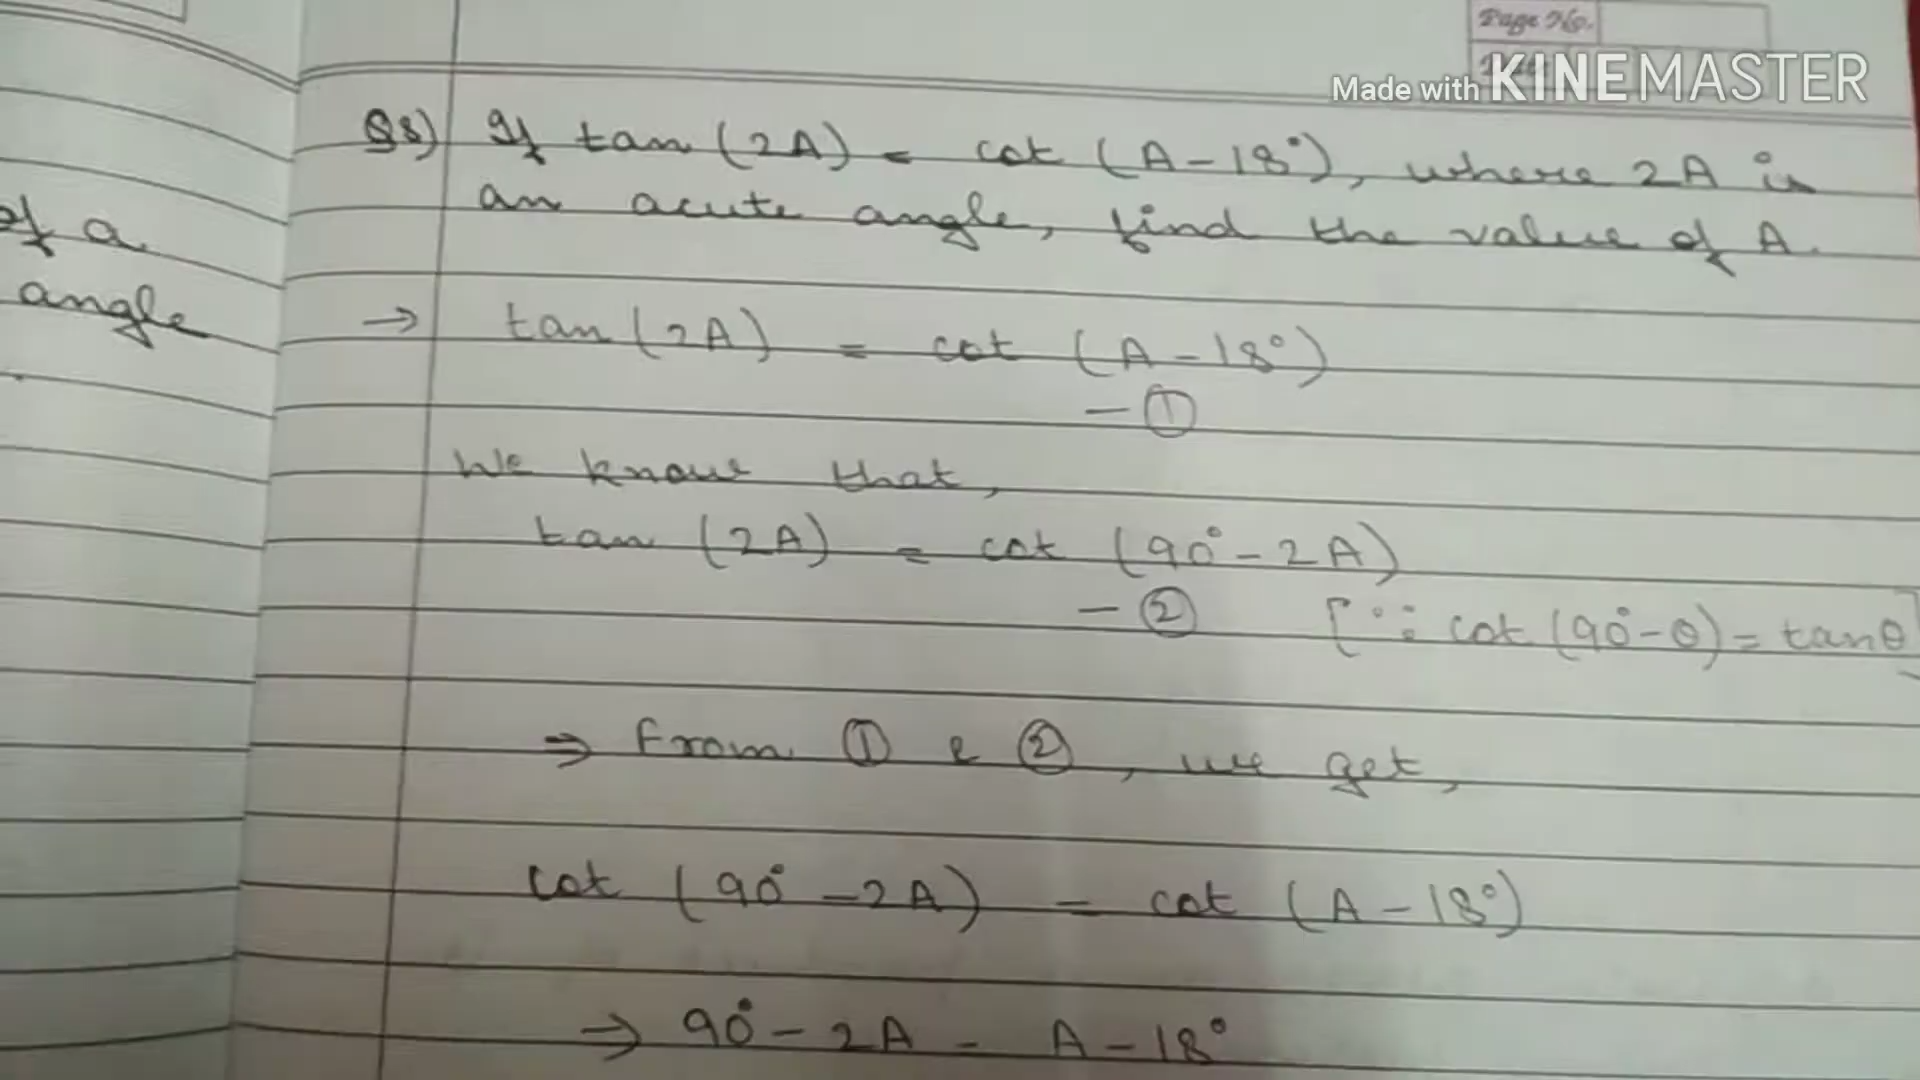 Page No.
Made with KINEMASTER
Q8) If tan (2A) = cot (A - 18°), where 2A is
an acute angle, find the value of A.
of a
angle
→ tan (2A) = cot (A - 18°)
- ①
We know that,
tan (2A) = cot (90° - 2A)
- ② [∵ cot (90° - θ) = tan θ]
⇒ From ① & ②, we get,
cot (90° - 2A) = cot (A - 18°)
⇒ 90° - 2A = A - 18°